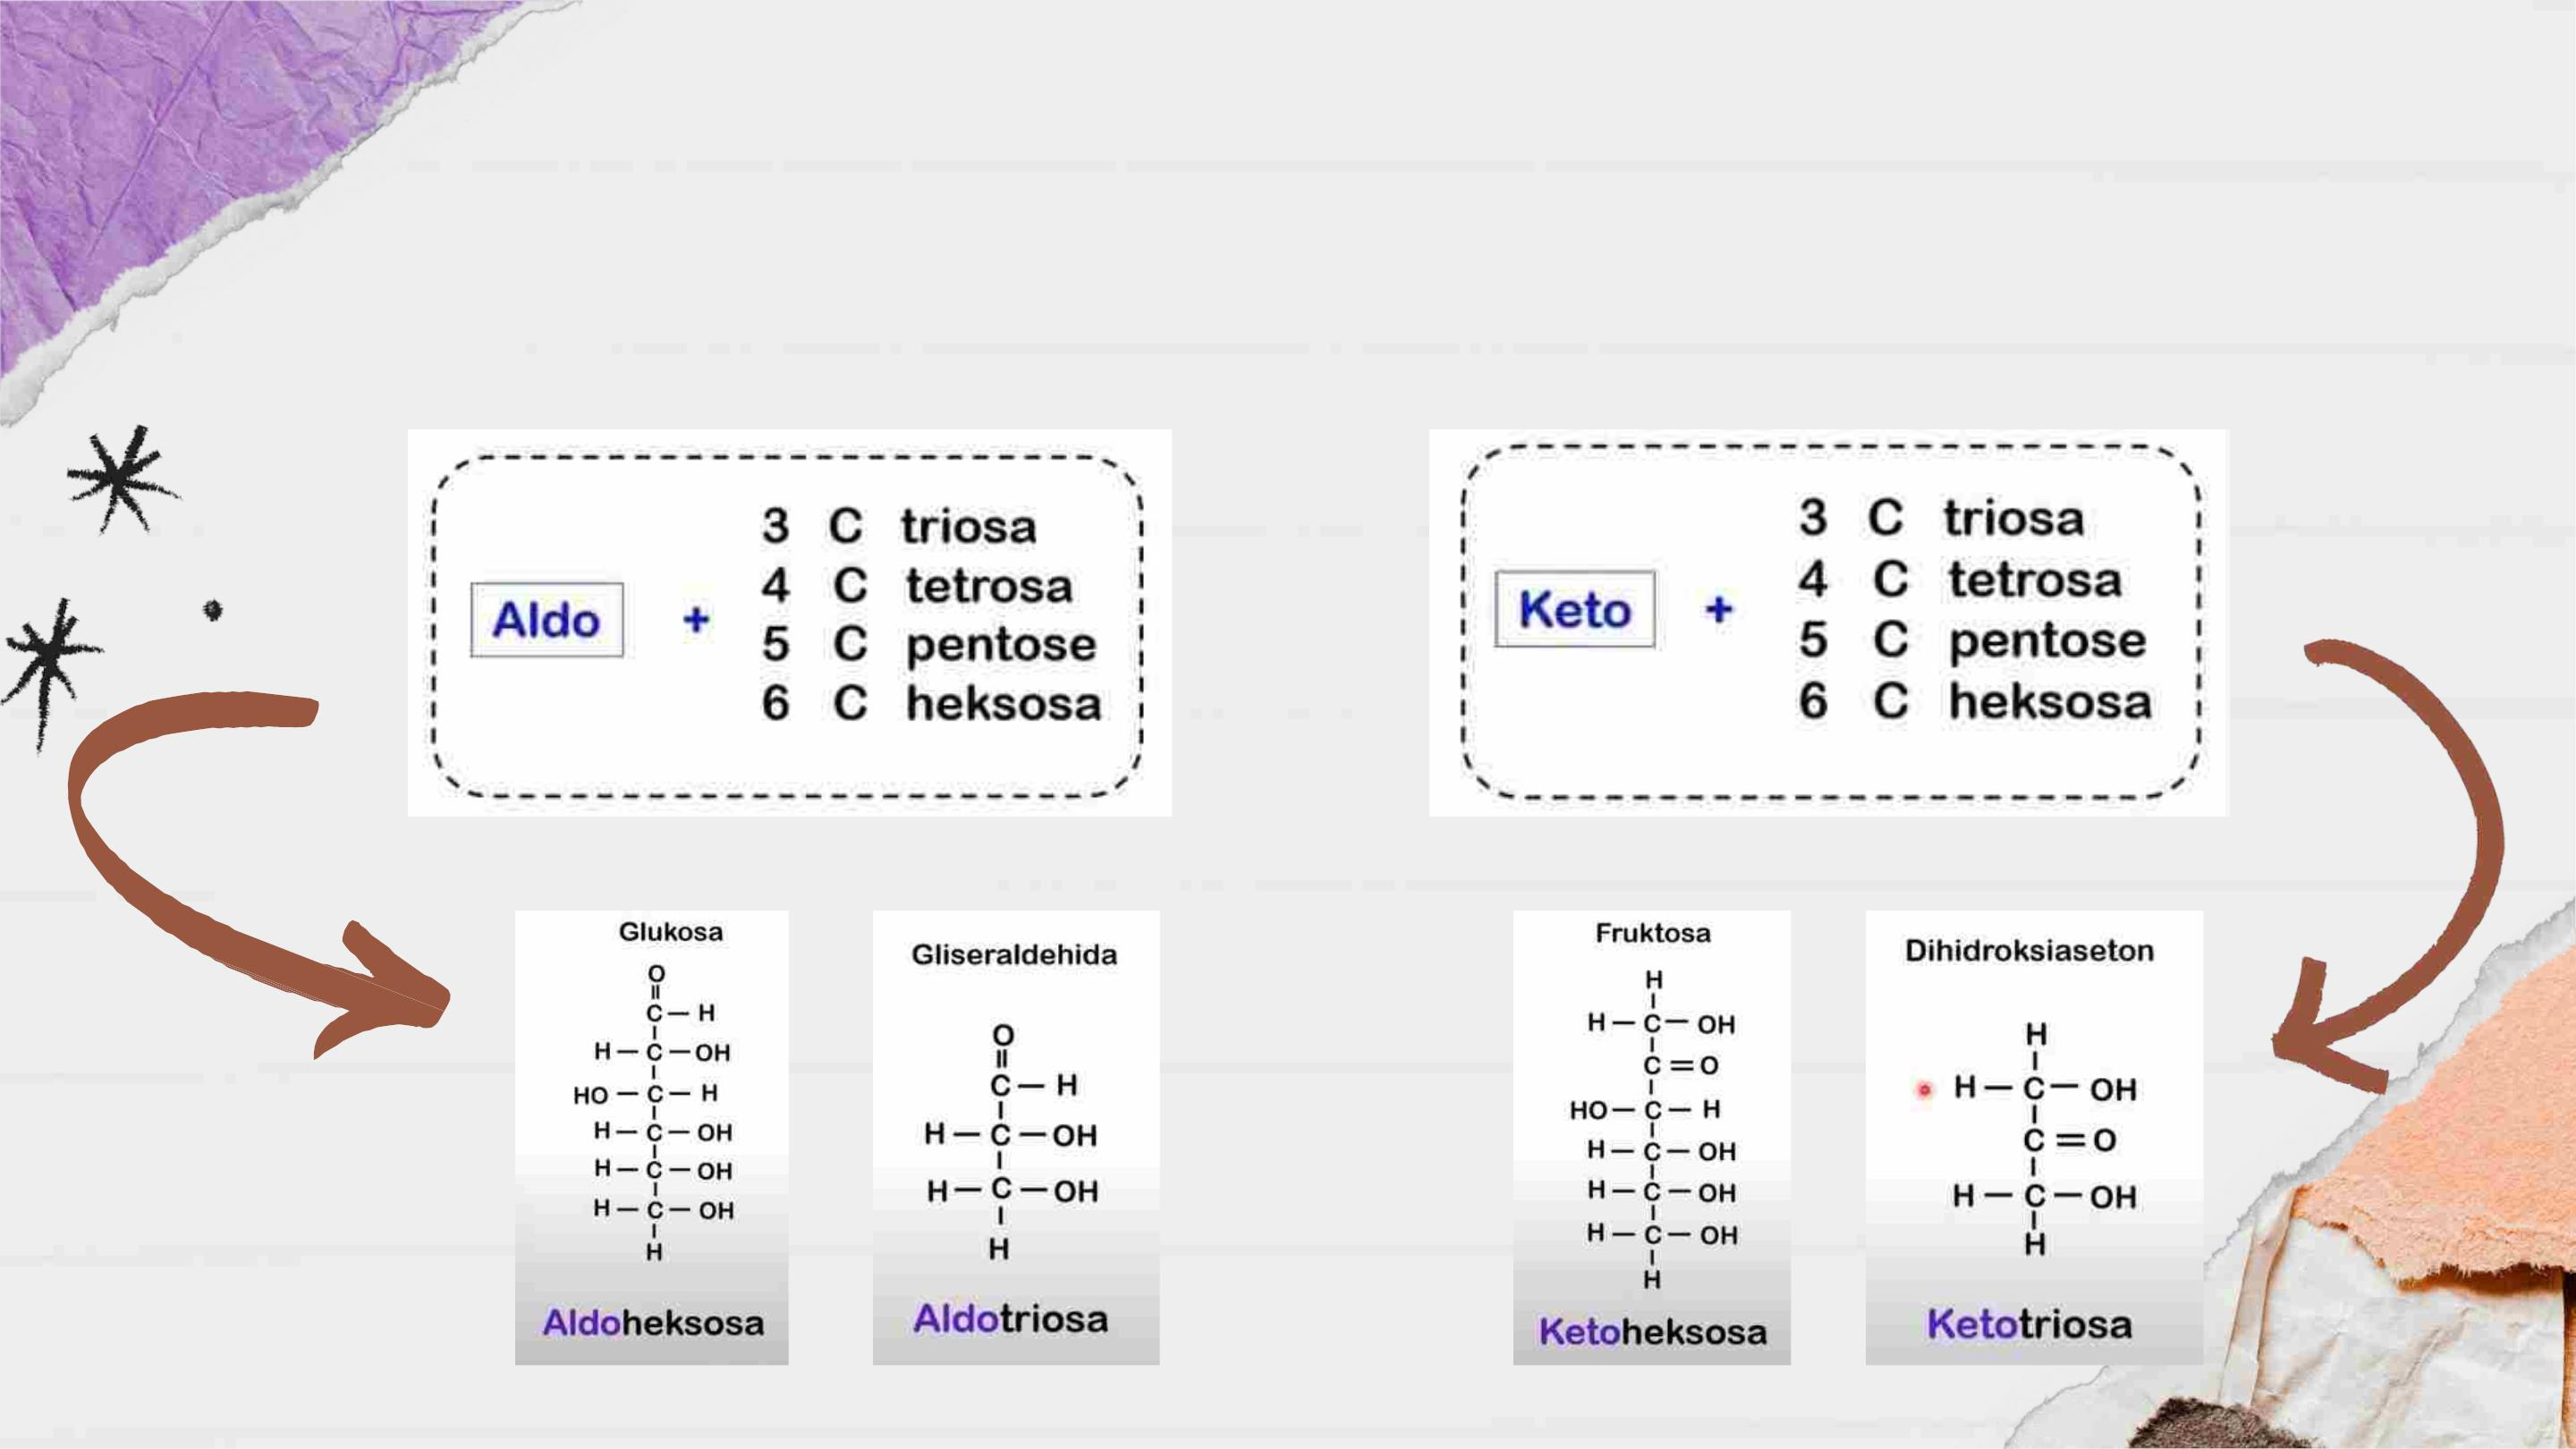 Aldo
+
3 C triosa
4 C tetrosa
5 C pentose
6 C heksosa
Keto
+
3 C triosa
4 C tetrosa
5 C pentose
6 C heksosa
Glukosa
O
C — H
H — C — OH
HO — C — H
H — C — OH
H — C — OH
H — C — OH
H
Aldoheksosa
Gliseraldehida
O
C — H
H — C — OH
H — C — OH
H
Aldotriosa
Fruktosa
H
H — C — OH
C = O
HO — C — H
H — C — OH
H — C — OH
H — C — OH
H
Ketoheksosa
Dihidroksiaseton
H
H — C — OH
C = O
H — C — OH
H
Ketotriosa